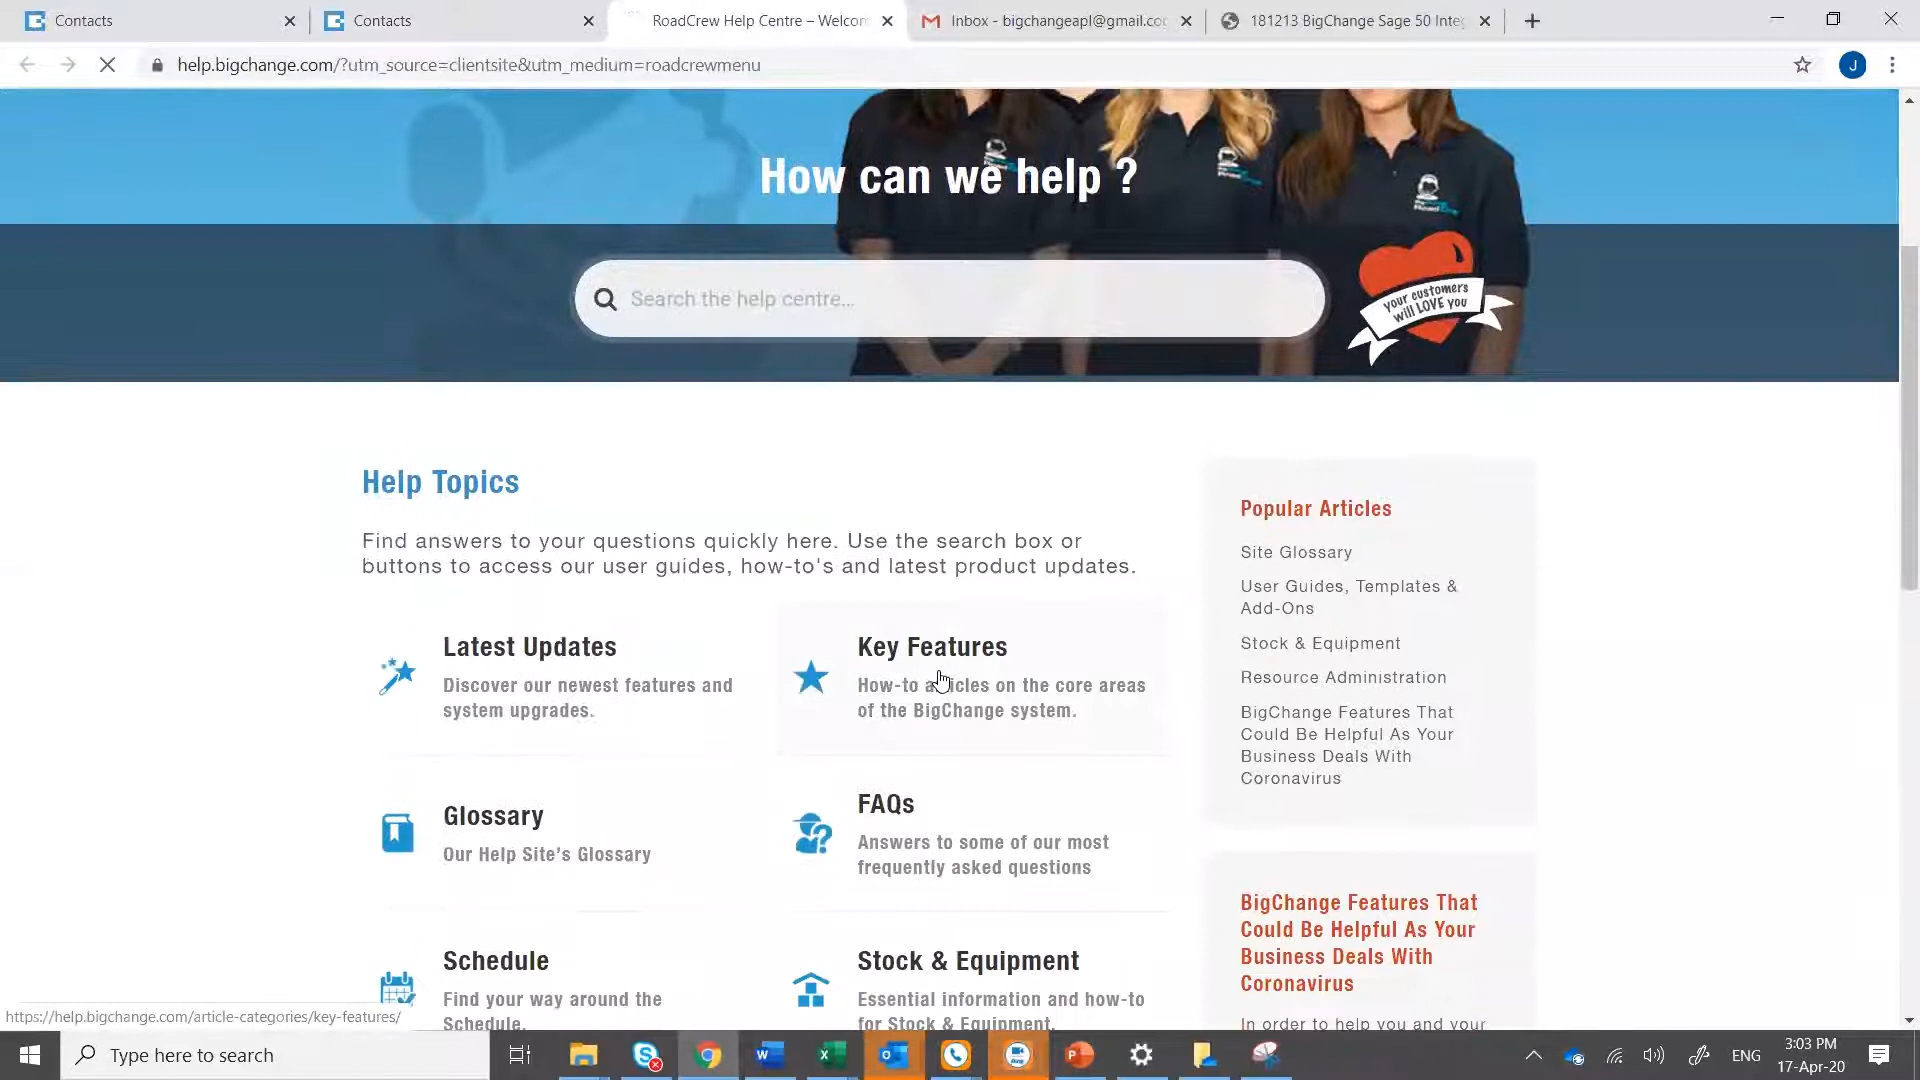 Contacts
Contacts
RoadCrew Help Centre – Welcom
Inbox - bigchangeapl@gmail.co
181213 BigChange Sage 50 Inte
help.bigchange.com/?utm_source=clientsite&utm_medium=roadcrewmenu
J
How can we help ?
Search the help centre...
your customers
will LOVE you
Help Topics
Find answers to your questions quickly here. Use the search box or
buttons to access our user guides, how-to's and latest product updates.
Latest Updates
Discover our newest features and
system upgrades.
Key Features
How-to articles on the core areas
of the BigChange system.
Glossary
Our Help Site's Glossary
FAQs
Answers to some of our most
frequently asked questions
Schedule
Find your way around the
Schedule.
Stock & Equipment
Essential information and how-to
for Stock & Equipment.
Popular Articles
Site Glossary
User Guides, Templates &
Add-Ons
Stock & Equipment
Resource Administration
BigChange Features That
Could Be Helpful As Your
Business Deals With
Coronavirus
BigChange Features That
Could Be Helpful As Your
Business Deals With
Coronavirus
In order to help you and your
https://help.bigchange.com/article-categories/key-features/
Type here to search
ENG
3:03 PM
17-Apr-20